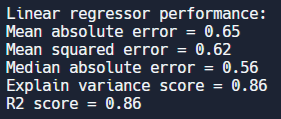 Linear regressor performance:
Mean absolute error = 0.65
Mean squared error = 0.62
Median absolute error = 0.56
Explain variance score = 0.86
R2 score = 0.86